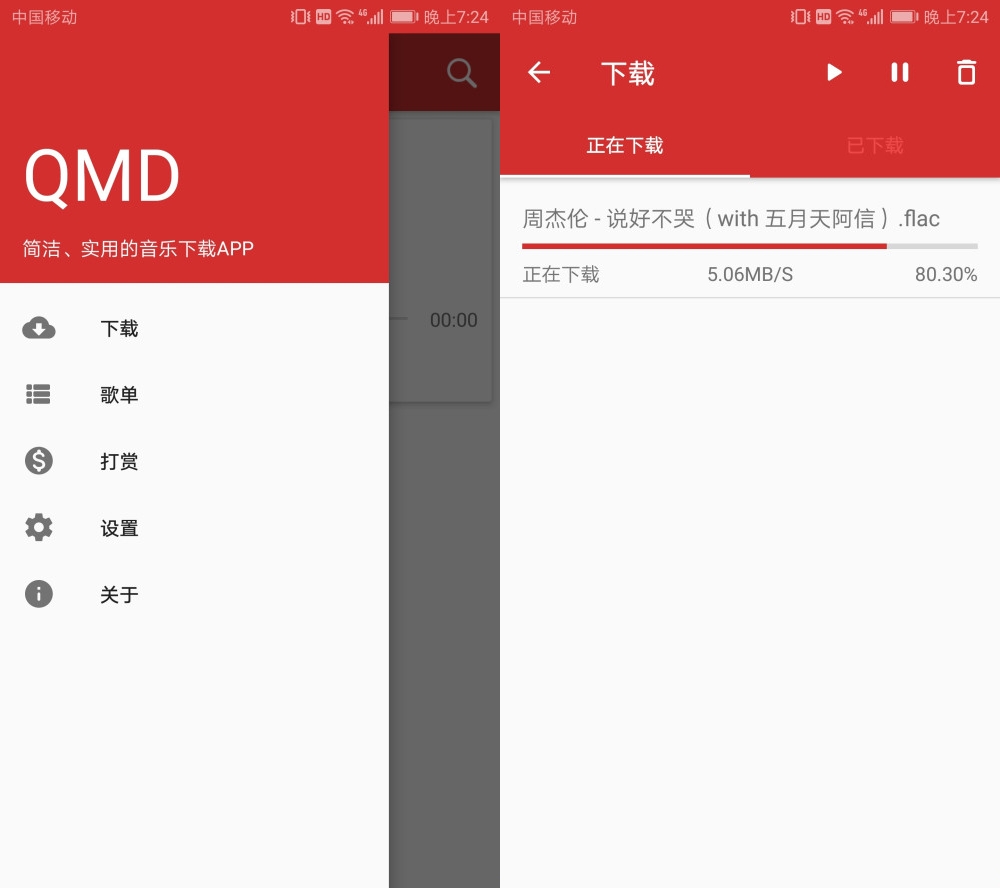 中国移动 HD 4G 晚上7:24
QMD
简洁、实用的音乐下载APP
下载
歌单
打赏
设置
关于
00:00
中国移动 HD 4G 晚上7:24
下载
正在下载 已下载
周杰伦 - 说好不哭（with 五月天阿信）.flac
正在下载 5.06MB/S 80.30%